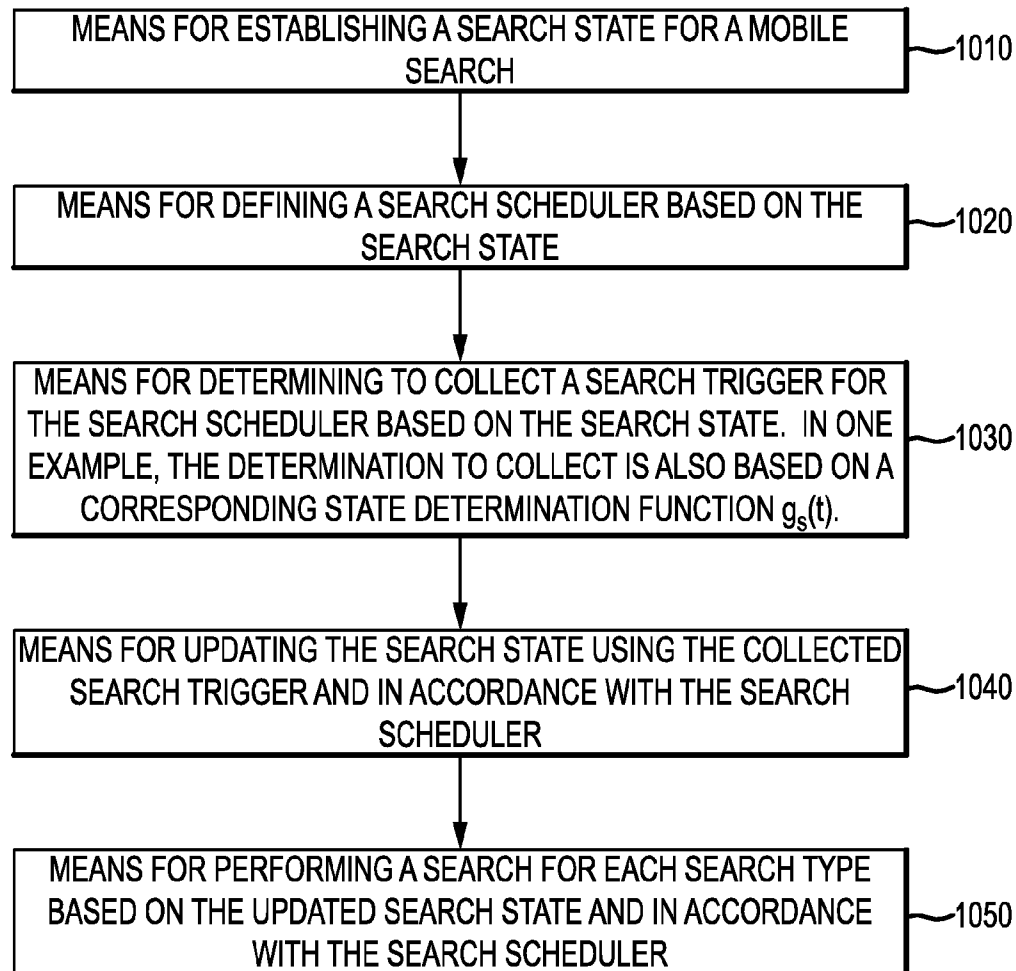 MEANS FOR ESTABLISHING A SEARCH STATE FOR A MOBILE
SEARCH
1010
MEANS FOR DEFINING A SEARCH SCHEDULER BASED ON THE
SEARCH STATE
1020
MEANS FOR DETERMINING TO COLLECT A SEARCH TRIGGER FOR
THE SEARCH SCHEDULER BASED ON THE SEARCH STATE. IN ONE
EXAMPLE, THE DETERMINATION TO COLLECT IS ALSO BASED ON A
CORRESPONDING STATE DETERMINATION FUNCTION gs(t).
1030
MEANS FOR UPDATING THE SEARCH STATE USING THE COLLECTED
SEARCH TRIGGER AND IN ACCORDANCE WITH THE SEARCH
SCHEDULER
1040
MEANS FOR PERFORMING A SEARCH FOR EACH SEARCH TYPE
BASED ON THE UPDATED SEARCH STATE AND IN ACCORDANCE
WITH THE SEARCH SCHEDULER
1050